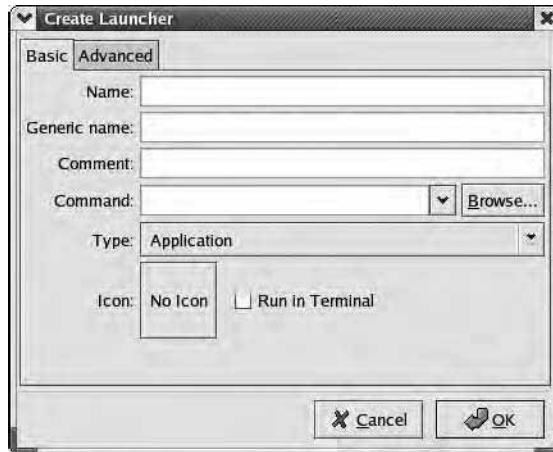 Create Launcher
Basic Advanced
Name:
Generic name:
Comment:
Command: Browse...
Type: Application
Icon: No Icon Run in Terminal
Cancel OK